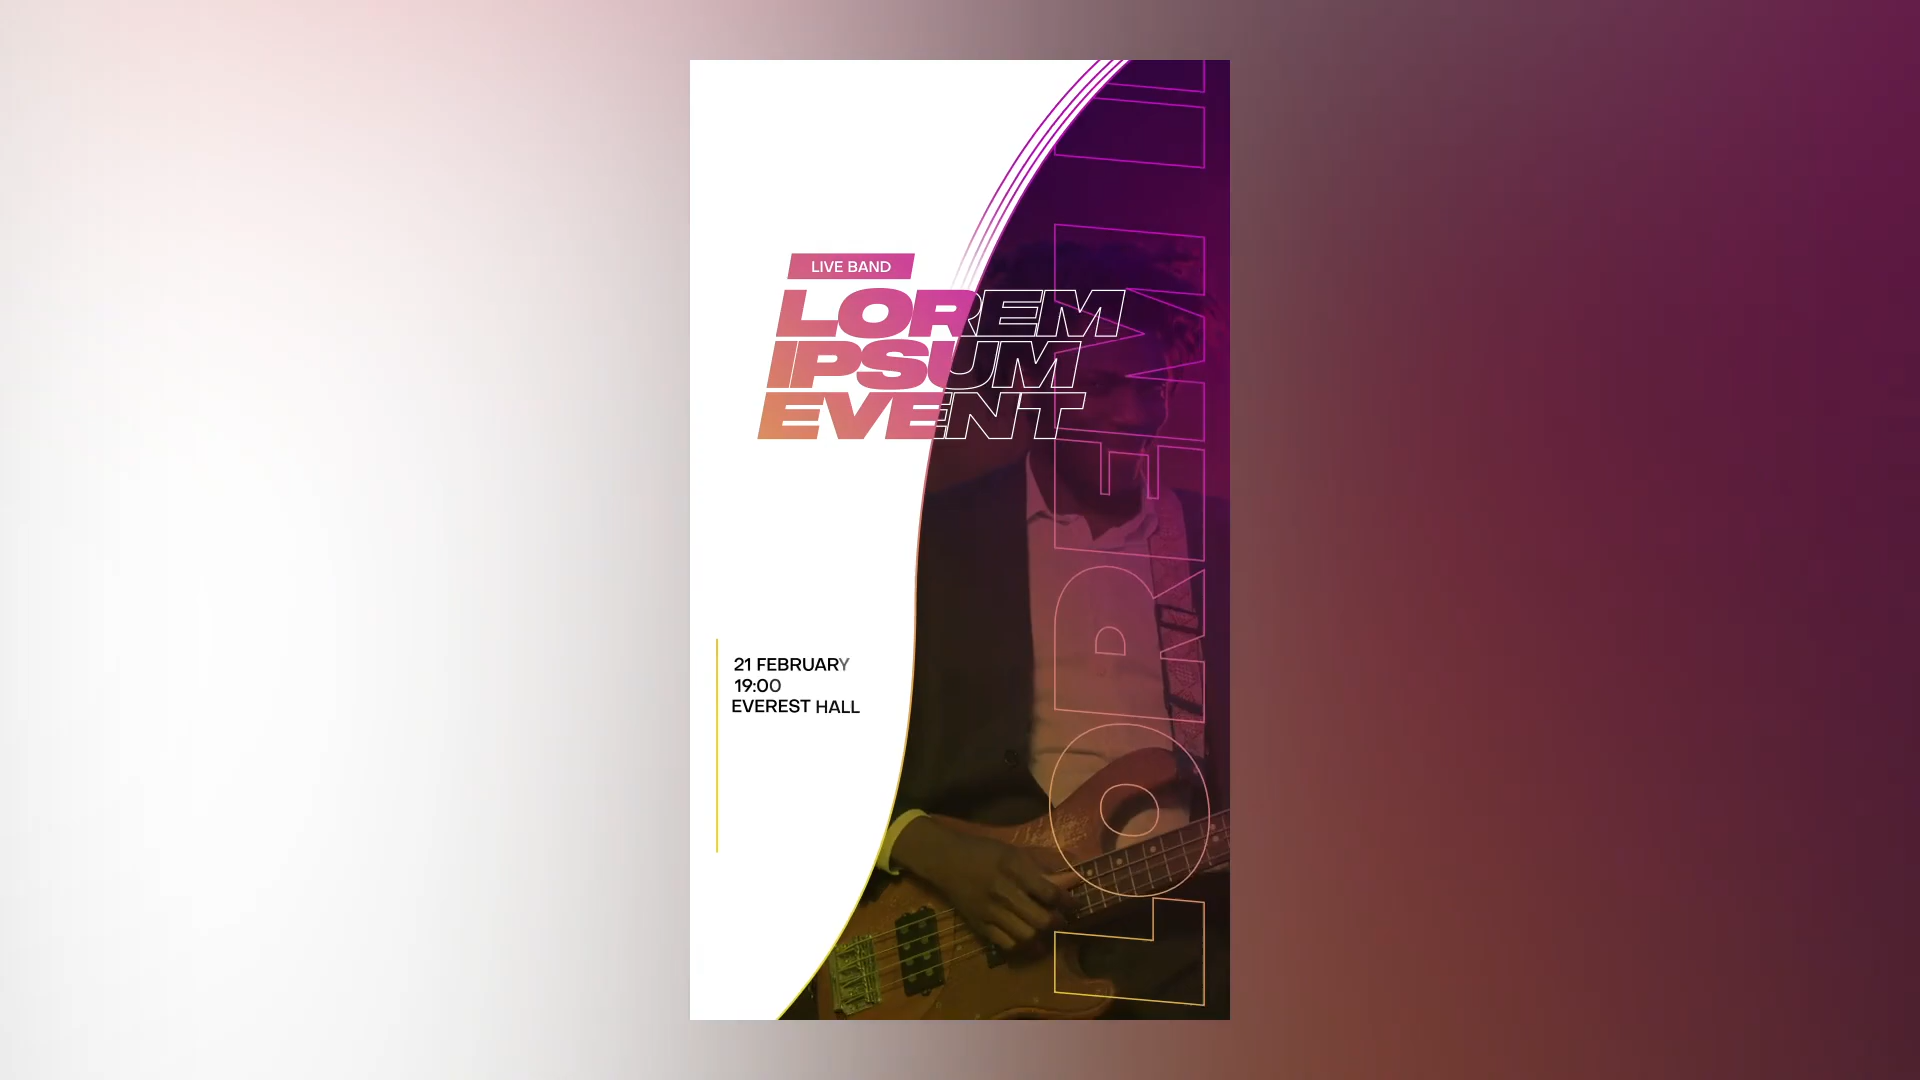 LIVE BAND
LOREM
IPSUM
EVENT
21 FEBRUARY
19:00
EVEREST HALL
LOREM I